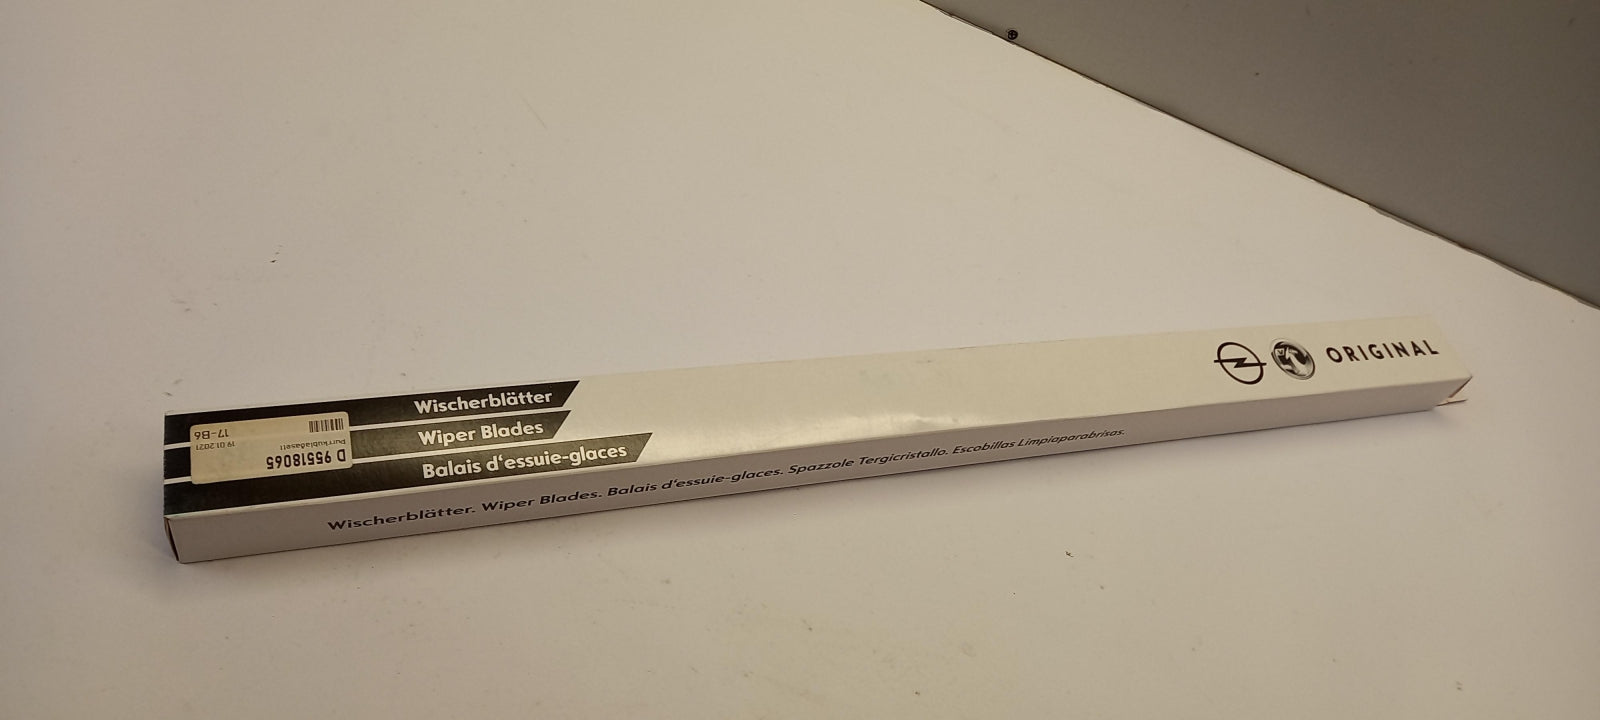 Wischerblätter
Wiper Blades
Balais d'essuie-glaces
D 95518065
Þurrkublaðasett
19.01.2021
17-B6
ORIGINAL
Wischerblätter. Wiper Blades. Balais d'essuie-glaces. Spazzole Tergicristallo. Escobillas Limpiaparabrisas.